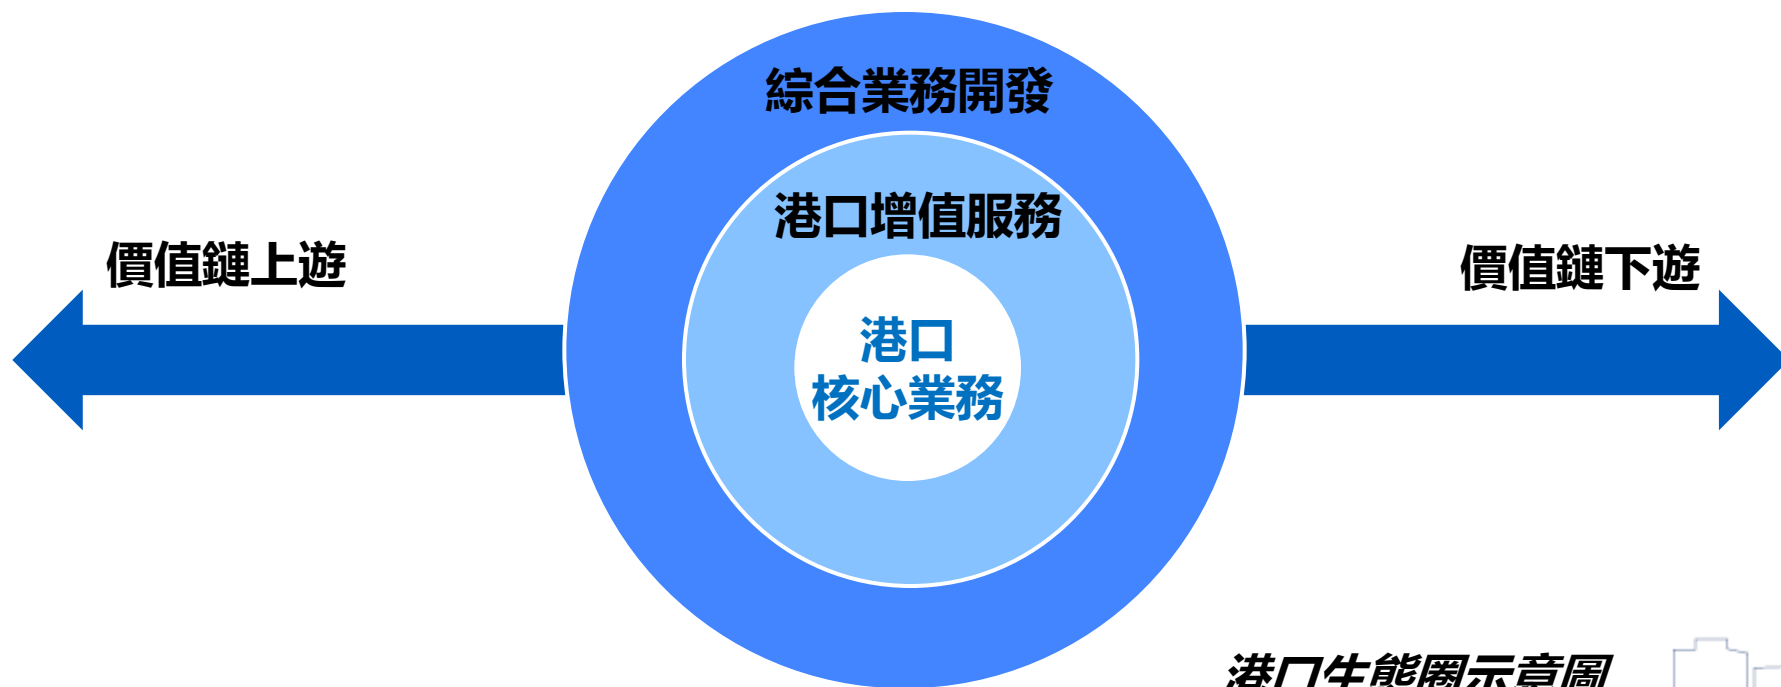 綜合業務開發
港口增值服務
價值鏈上遊
價值鏈下遊
港口
核心業務
港口生態圈示意圖